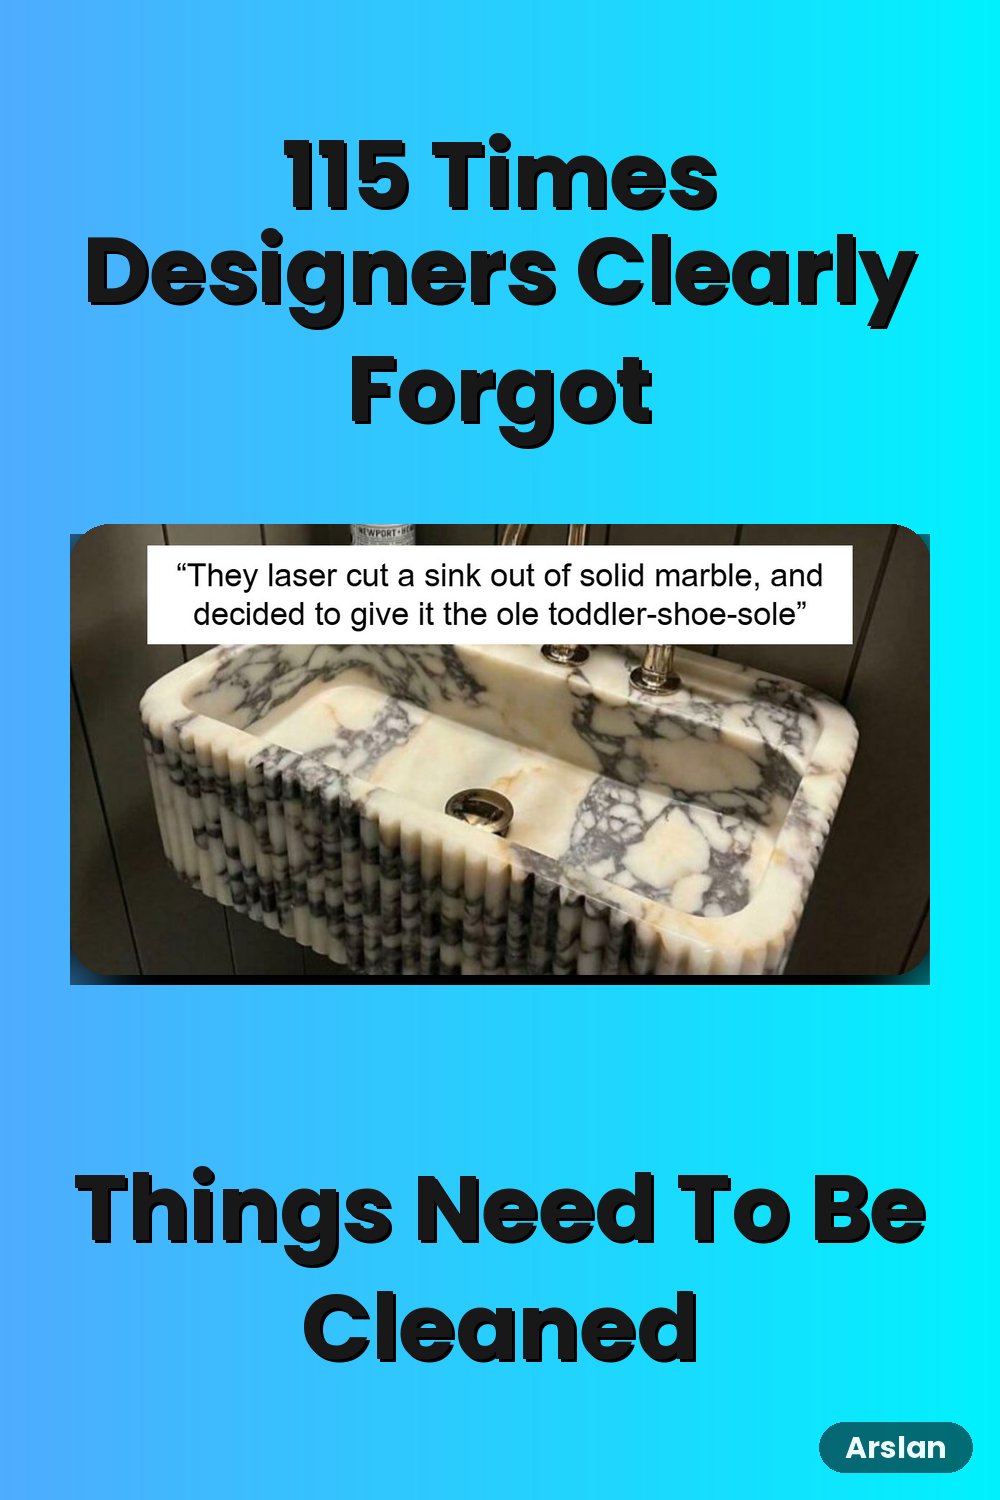 115 Times
Designers Clearly
Forgot
NEWPORT
“They laser cut a sink out of solid marble, and
decided to give it the ole toddler-shoe-sole”
Things Need To Be
Cleaned
Arslan